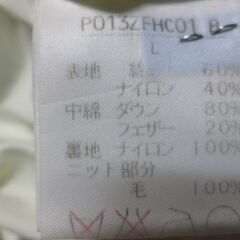 P013ZFHC01 B
L
表地 綿 60%
ナイロン 40%
中綿 ダウン 80%
フェザー 20%
裏地 ナイロン 100%
ニット部分
毛 100%